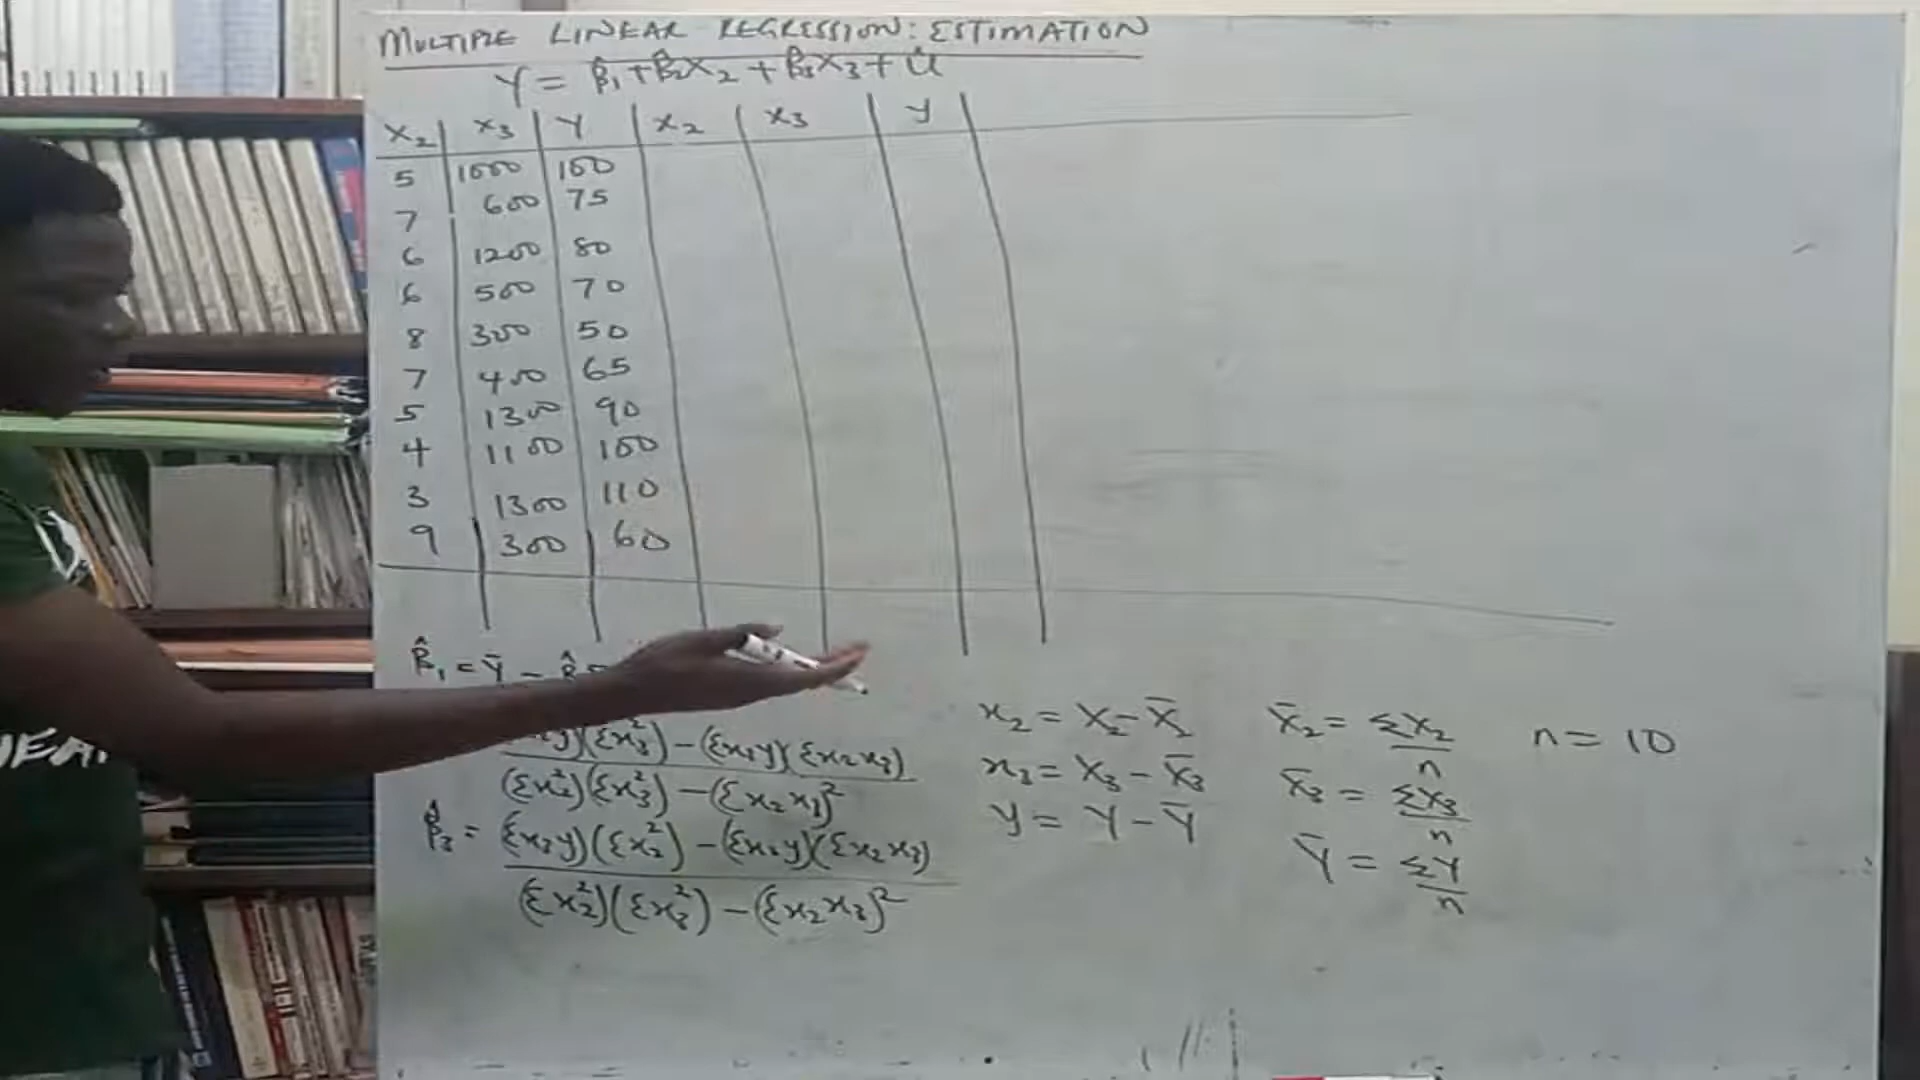 MULTIPLE LINEAR REGRESSION: ESTIMATION
Y = β̂₁ + β̂₂X₂ + β̂₃X₃ + û
X₂ X₃ Y x₂ x₃ y
5 1000 100
7 600 75
6 1200 80
6 500 70
8 300 50
7 400 65
5 1300 90
4 1100 100
3 1300 110
9 300 60
β̂₁ = Ȳ - β̂
)(Σx₃²) - (Σx₃y)(Σx₂x₃)
(Σx₂²)(Σx₃²) - (Σx₂x₃)²
β̂₃ = (Σx₃y)(Σx₂²) - (Σx₂y)(Σx₂x₃)
(Σx₂²)(Σx₃²) - (Σx₂x₃)²
x₂ = X₂ - X̄₂
x₃ = X₃ - X̄₃
y = Y - Ȳ
X̄₂ = ΣX₂
n
X̄₃ = ΣX₃
n
Ȳ = ΣY
n
n = 10